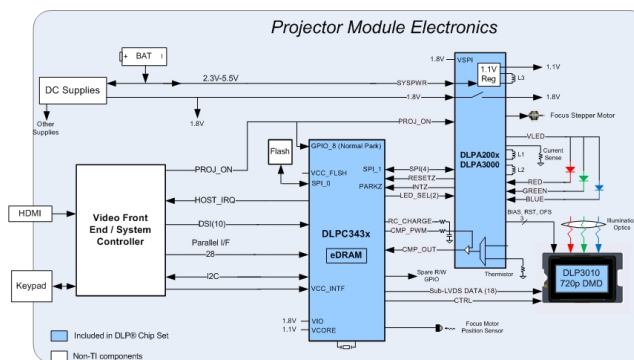 Projector Module Electronics
+ BAT
DC Supplies
2.3V-5.5V
SYSPWR
1.8V
VSPI
1.1V
Reg
1.1V
L3
1.8V
1.8V
1.8V
Other
Supplies
Focus Stepper Motor
PROJ_ON
GPIO_8 (Normal Park)
VLED
Current
Sense
DLPA200x
DLPA3000
L1
L2
Flash
PROJ_ON
VCC_FLSH
SPI_0
SPI_1
SPI(4)
RESETZ
PARKZ
INTZ
LED_SEL(2)
RED
GREEN
BLUE
HOST_IRQ
HDMI
Video Front
End / System
Controller
DSI(10)
DLPC343x
eDRAM
RC_CHARGE
CMP_PWM
CMP_OUT
BIAS, RST, OFS
3
Illumination
Optics
Parallel I/F
28
Thermistor
Keypad
I2C
VCC_INTF
Spare R/W
GPIO
Sub-LVDS DATA (18)
CTRL
DLP3010
720p DMD
1.8V
VIO
1.1V
VCORE
Focus Motor
Position Sensor
Included in DLP® Chip Set
Non-TI components